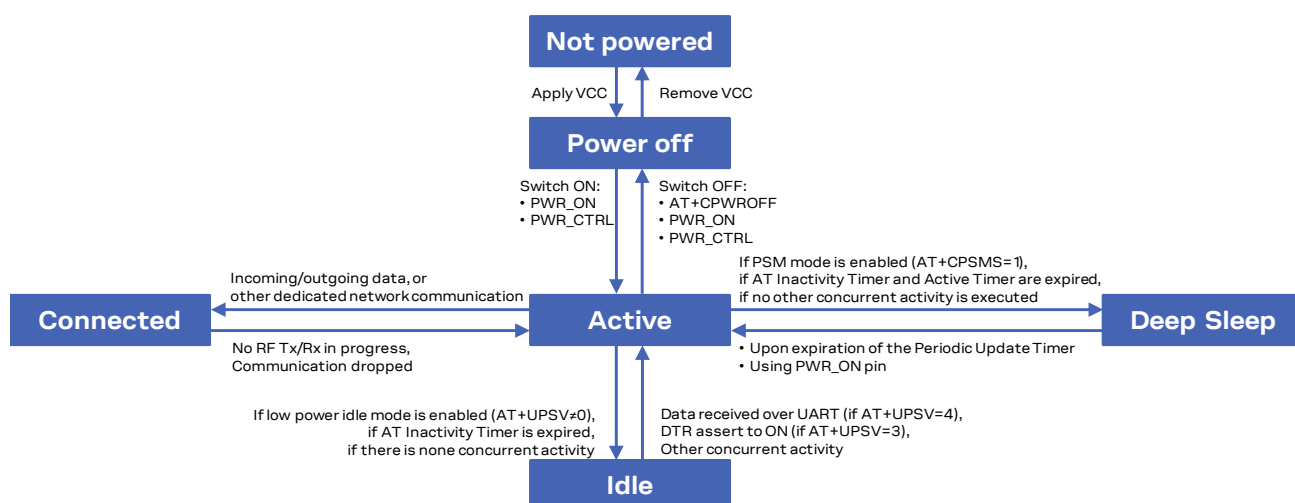 Not powered
Apply VCC
Remove VCC
Power off
Switch ON:
• PWR_ON
• PWR_CTRL
Switch OFF:
• AT+CPWROFF
• PWR_ON
• PWR_CTRL
Incoming/outgoing data, or
other dedicated network communication
If PSM mode is enabled (AT+CPSMS=1),
if AT Inactivity Timer and Active Timer are expired,
if no other concurrent activity is executed
Connected
Active
Deep Sleep
No RF Tx/Rx in progress,
Communication dropped
• Upon expiration of the Periodic Update Timer
• Using PWR_ON pin
If low power idle mode is enabled (AT+UPSV≠0),
if AT Inactivity Timer is expired,
if there is none concurrent activity
Data received over UART (if AT+UPSV=4),
DTR assert to ON (if AT+UPSV=3),
Other concurrent activity
Idle